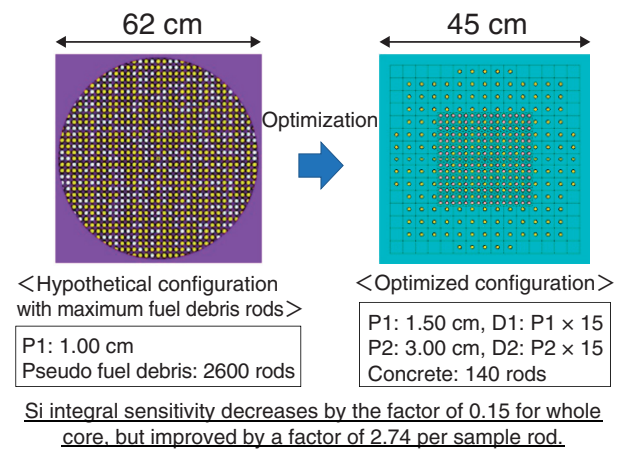 62 cm
45 cm
Optimization
<Hypothetical configuration
with maximum fuel debris rods>
P1: 1.00 cm
Pseudo fuel debris: 2600 rods
<Optimized configuration>
P1: 1.50 cm, D1: P1 × 15
P2: 3.00 cm, D2: P2 × 15
Concrete: 140 rods
Si integral sensitivity decreases by the factor of 0.15 for whole
core, but improved by a factor of 2.74 per sample rod.